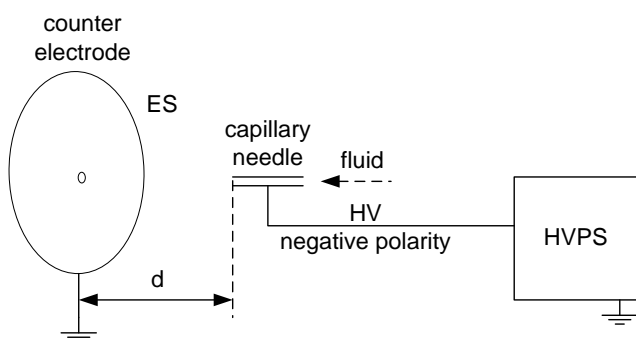 counter
electrode
ES
capillary
needle
fluid
HV
negative polarity
HVPS
d